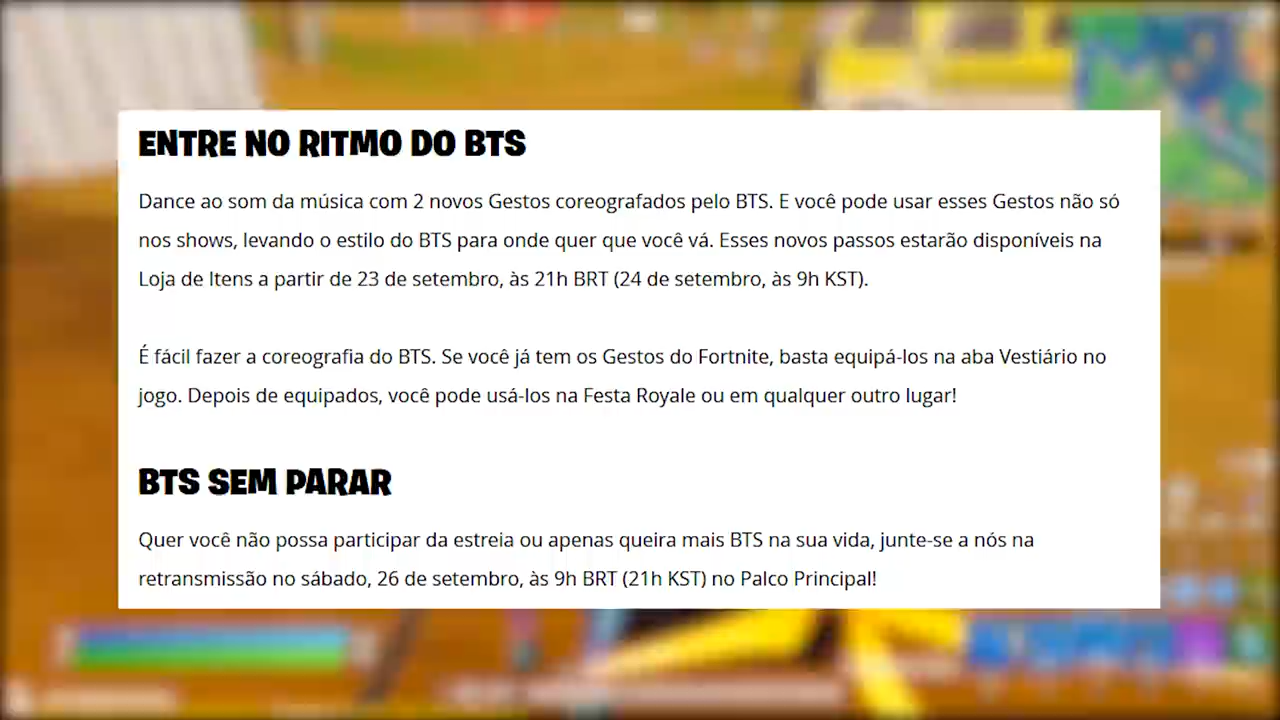 ENTRE NO RITMO DO BTS
Dance ao som da música com 2 novos Gestos coreografados pelo BTS. E você pode usar esses Gestos não só
nos shows, levando o estilo do BTS para onde quer que você vá. Esses novos passos estarão disponíveis na
Loja de Itens a partir de 23 de setembro, às 21h BRT (24 de setembro, às 9h KST).
É fácil fazer a coreografia do BTS. Se você já tem os Gestos do Fortnite, basta equipá-los na aba Vestiário no
jogo. Depois de equipados, você pode usá-los na Festa Royale ou em qualquer outro lugar!
BTS SEM PARAR
Quer você não possa participar da estreia ou apenas queira mais BTS na sua vida, junte-se a nós na
retransmissão no sábado, 26 de setembro, às 9h BRT (21h KST) no Palco Principal!